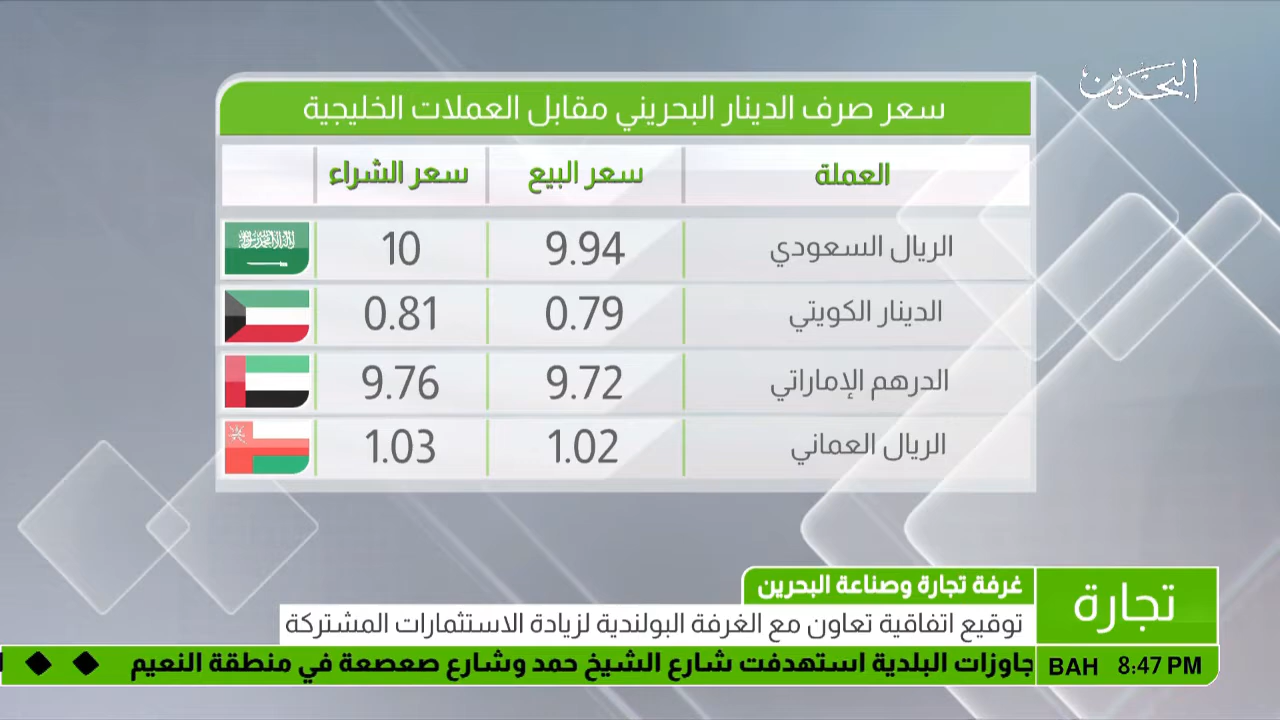 البحرين
سعر صرف الدينار البحريني مقابل العملات الخليجية
العملة سعر البيع سعر الشراء
الريال السعودي 9.94 10
الدينار الكويتي 0.79 0.81
الدرهم الإماراتي 9.72 9.76
الريال العماني 1.02 1.03
تجارة
غرفة تجارة وصناعة البحرين
توقيع اتفاقية تعاون مع الغرفة البولندية لزيادة الاستثمارات المشتركة
BAH 8:47 PM
جاوزات البلدية استهدفت شارع الشيخ حمد وشارع صعصعة في منطقة النعيم